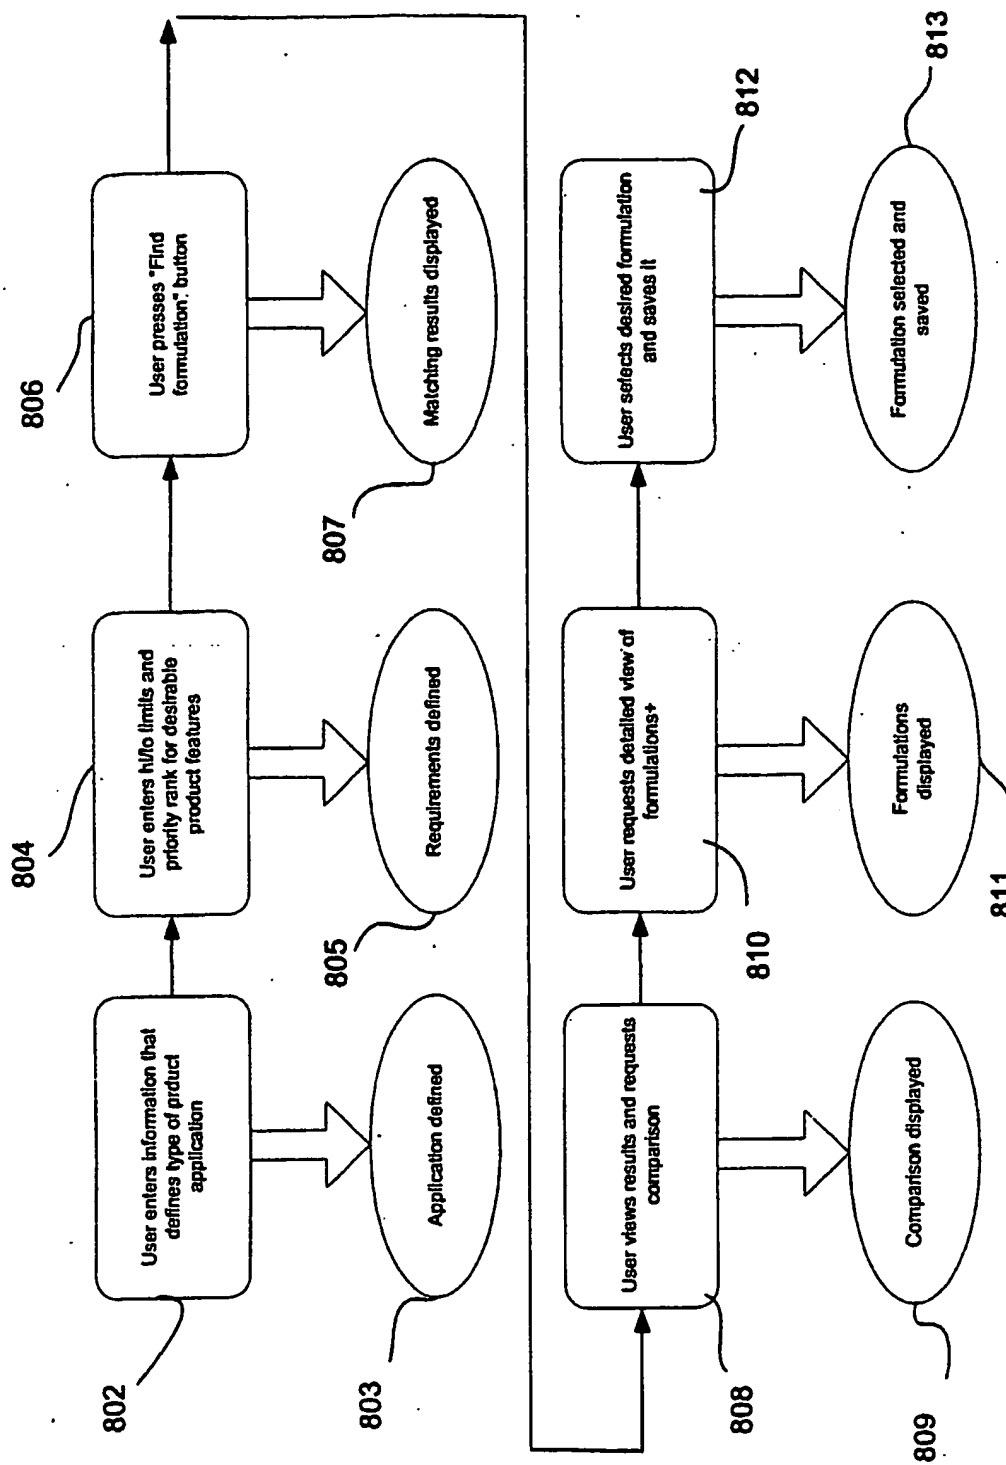 802
User enters information that
defines type of prduct
application
803
Application defined
804
User enters hi/lo limits and
priority rank for desirable
product features
805
Requirements defined
806
User presses "Find
formulation" button
807
Matching results displayed
808
User views results and requests
comparison
809
Comparison displayed
810
User requests detailed view of
formulations+
811
Formulations
displayed
812
User selects desired formulation
and saves it
813
Formulation selected and
saved